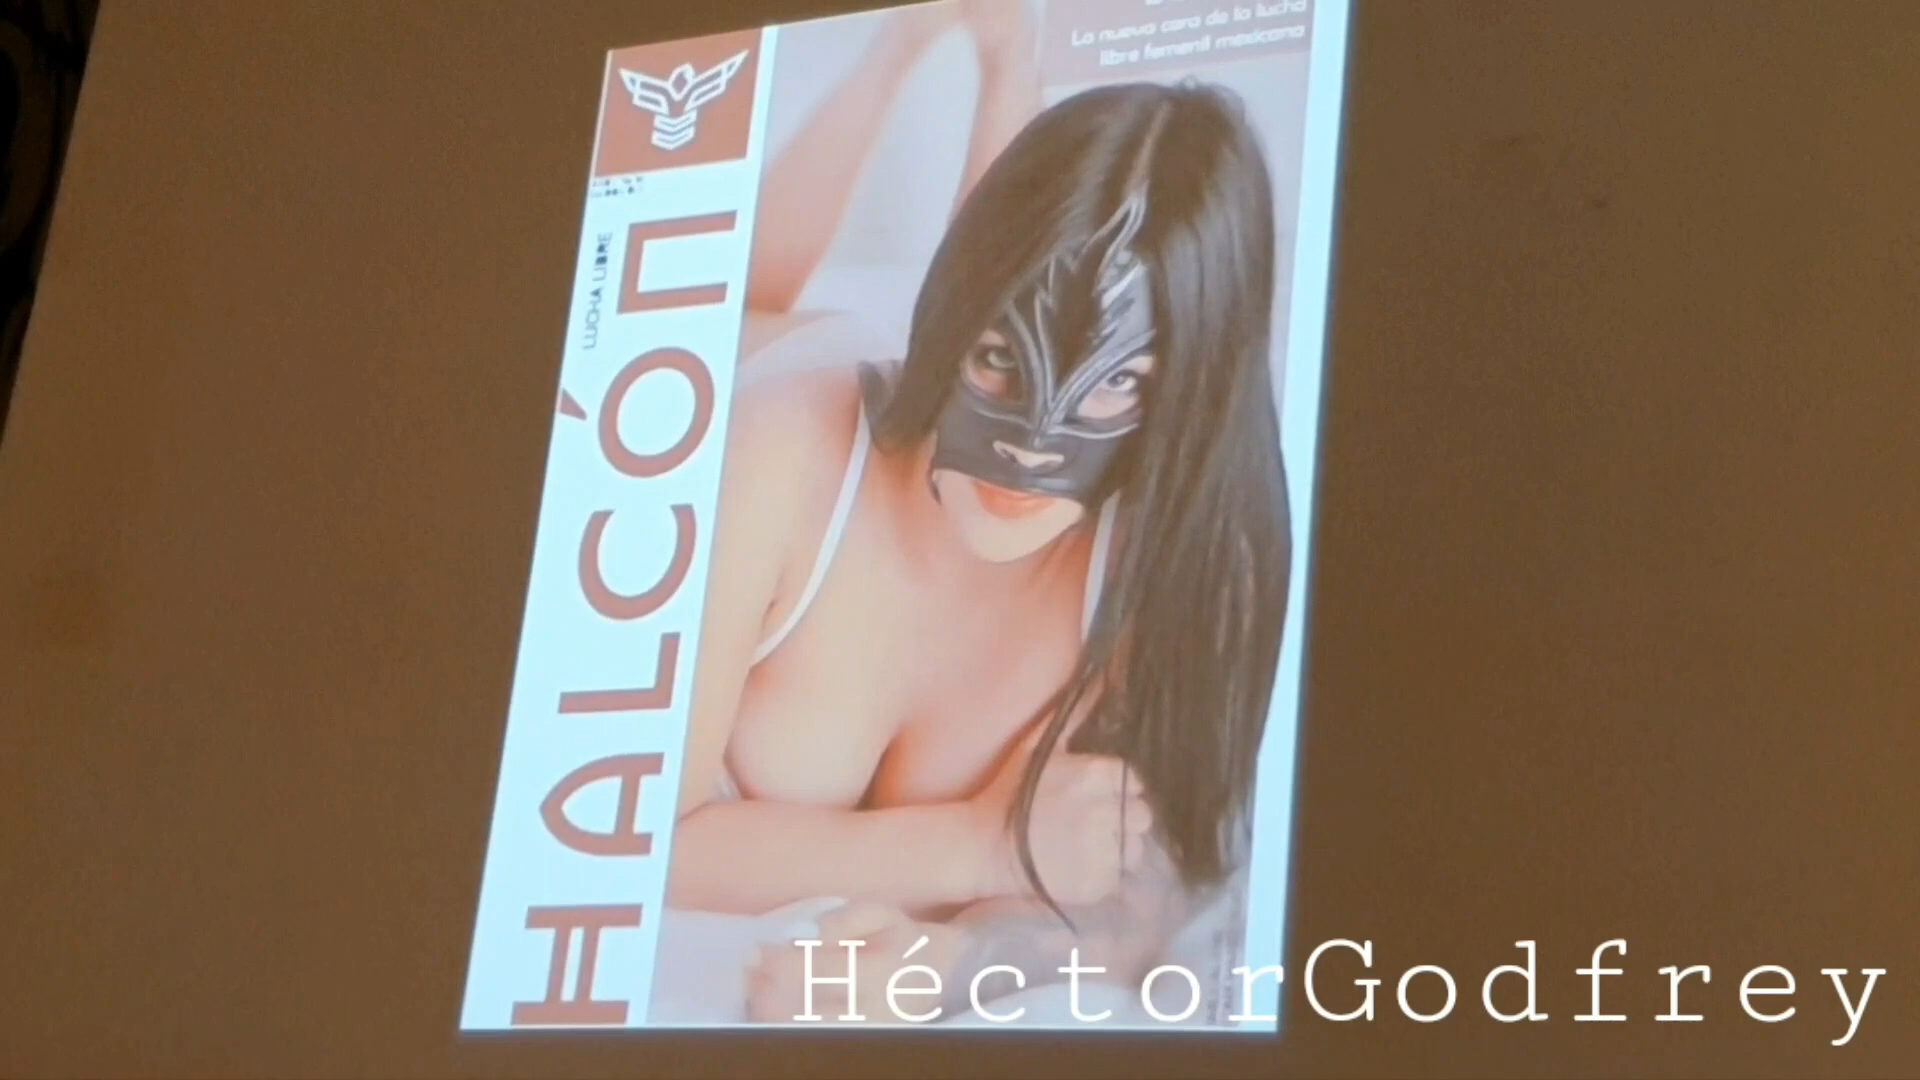 La nueva cara de la lucha
libre femenil mexicana
HALCÓN
LUCHA LIBRE
HéctorGodfrey